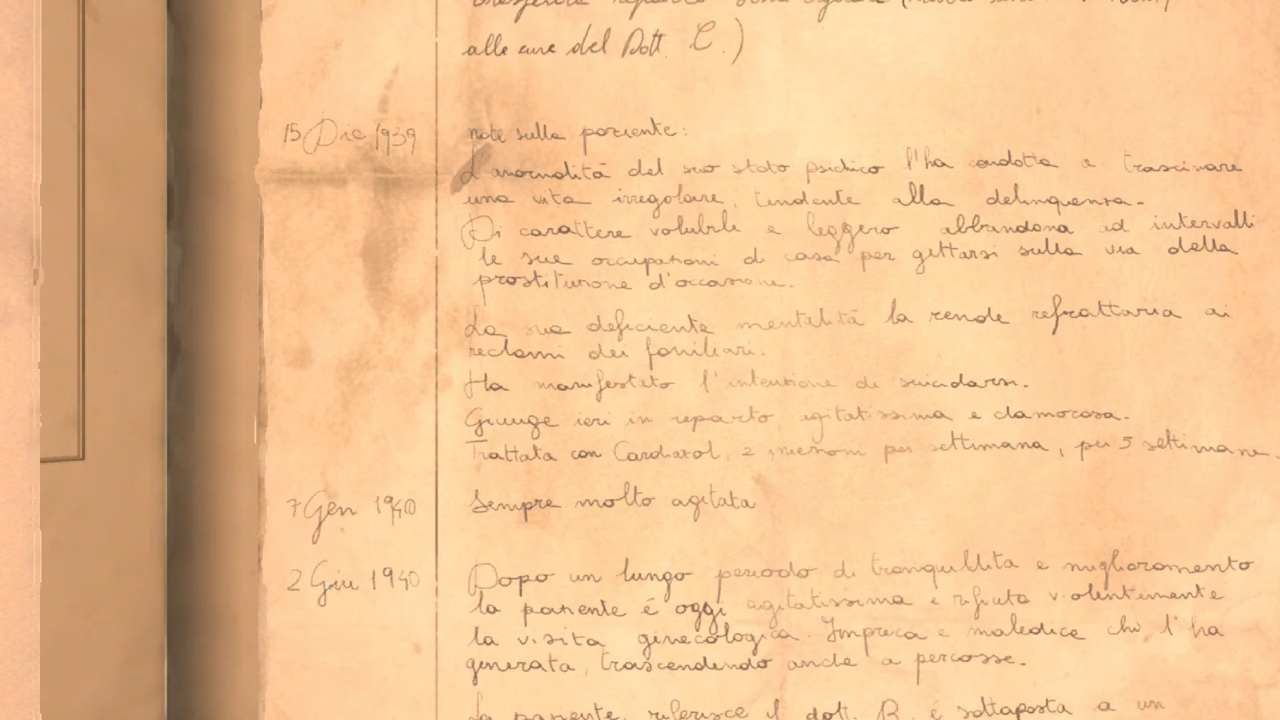 alle cure del Dott. C.)
15 Dic 1939 note sulla paziente:
L'anormalità del suo stato psichico l'ha condotta a trascinare
una vita irregolare, tendente alla delinquenza.
Di carattere volubile e leggero abbandona ad intervalli
le sue occupazioni di casa per gettarsi sulla via della
prostituzione d'occasione.
La sua deficiente mentalità la rende refrattaria ai
reclami dei familiari.
Ha manifestato l'intenzione di suicidarsi.
Giunge ieri in reparto, agitatissima e clamorosa.
Trattata con Cardiazol, 2 iniezioni per settimana, per 5 settimane.
7 Gen 1940 Sempre molto agitata
2 Giu 1940 Dopo un lungo periodo di tranquillità e miglioramento
la paziente é oggi agitatissima e rifiuta violentemente
la visita ginecologica. Impreca e maledice chi l'ha
generata, trascendendo anche a percosse.
La paziente, riferisce il dott. R. é sottoposta a un